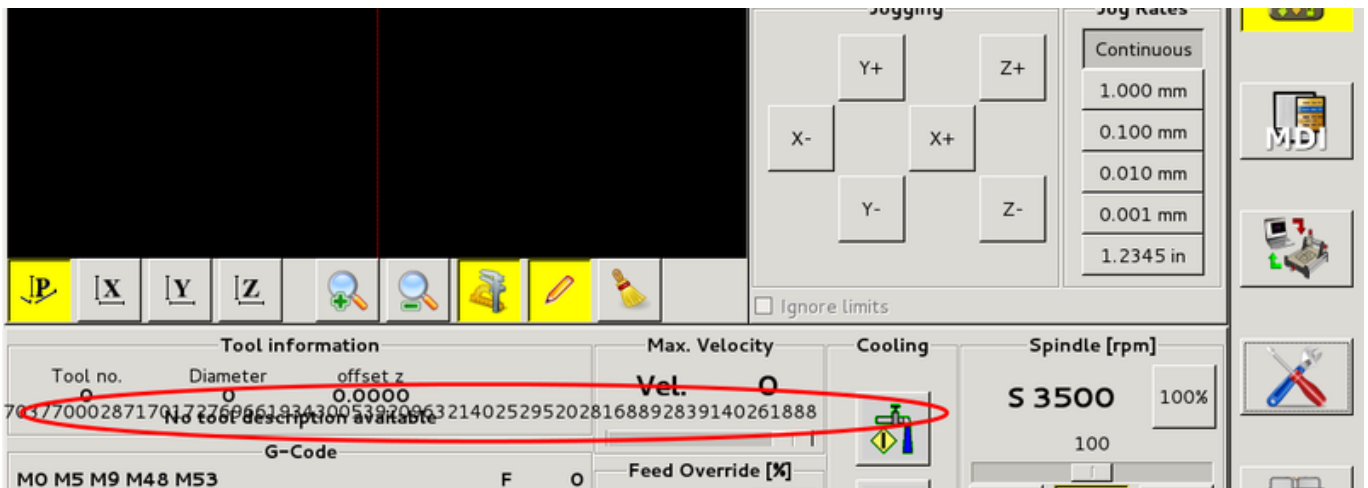 Jogging
Jog Rates
Y+
Z+
X-
X+
Y-
Z-
Continuous
1.000 mm
0.100 mm
0.010 mm
0.001 mm
1.2345 in
MDI
P
X
Y
Z
Ignore limits
Tool information
Tool no.
Diameter
offset z
0
0
0.0000
No tool description available
Max. Velocity
Vel. 0
Cooling
Spindle [rpm]
S 3500
100%
100
G-Code
M0 M5 M9 M48 M53
F 0
Feed Override [%]